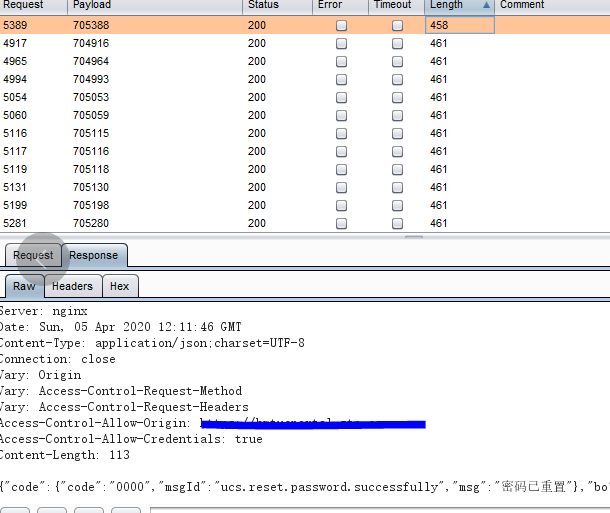 Request Payload Status Error Timeout Length Comment
5389 705388 200 458
4917 704916 200 461
4965 704964 200 461
4994 704993 200 461
5054 705053 200 461
5060 705059 200 461
5116 705115 200 461
5117 705116 200 461
5119 705118 200 461
5131 705130 200 461
5199 705198 200 461
5281 705280 200 461
Request Response
Raw Headers Hex
Server: nginx
Date: Sun, 05 Apr 2020 12:11:46 GMT
Content-Type: application/json;charset=UTF-8
Connection: close
Vary: Origin
Vary: Access-Control-Request-Method
Vary: Access-Control-Request-Headers
Access-Control-Allow-Origin:
Access-Control-Allow-Credentials: true
Content-Length: 113
{"code":{"code":"0000","msgId":"ucs.reset.password.successfully","msg":"密码已重置"},"bo